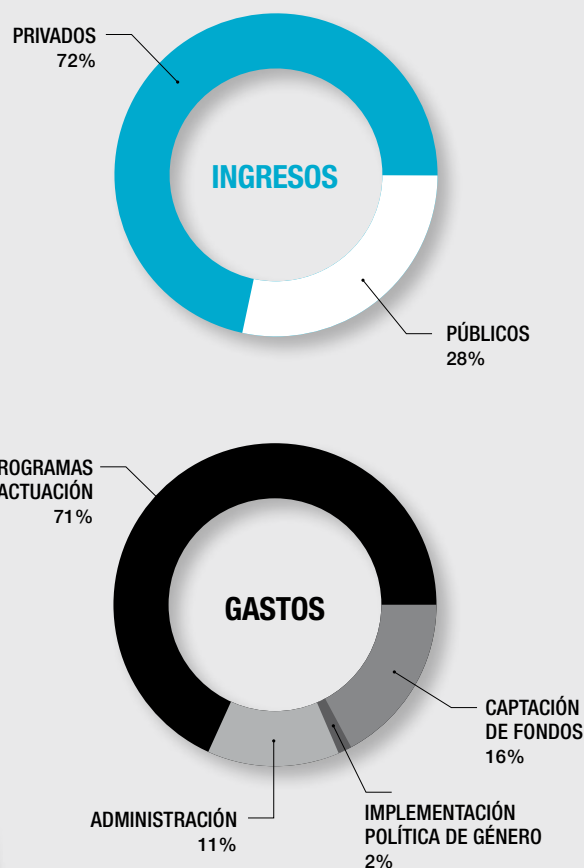 PRIVADOS
72%
INGRESOS
PÚBLICOS
28%
ROGRAMAS
ACTUACIÓN
71%
GASTOS
CAPTACIÓN
DE FONDOS
16%
ADMINISTRACIÓN
11%
IMPLEMENTACIÓN
POLÍTICA DE GÉNERO
2%